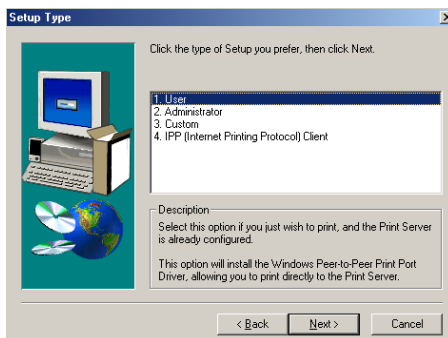 Setup Type
Click the type of Setup you prefer, then click Next.
1. User
2. Administrator
3. Custom
4. IPP (Internet Printing Protocol) Client
Description
Select this option if you just wish to print, and the Print Server
is already configured.
This option will install the Windows Peer-to-Peer Print Port
Driver, allowing you to print directly to the Print Server.
< Back
Next >
Cancel